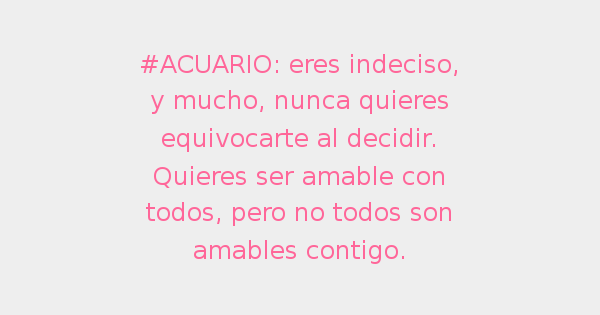 #ACUARIO: eres indeciso,
y mucho, nunca quieres
equivocarte al decidir.
Quieres ser amable con
todos, pero no todos son
amables contigo.